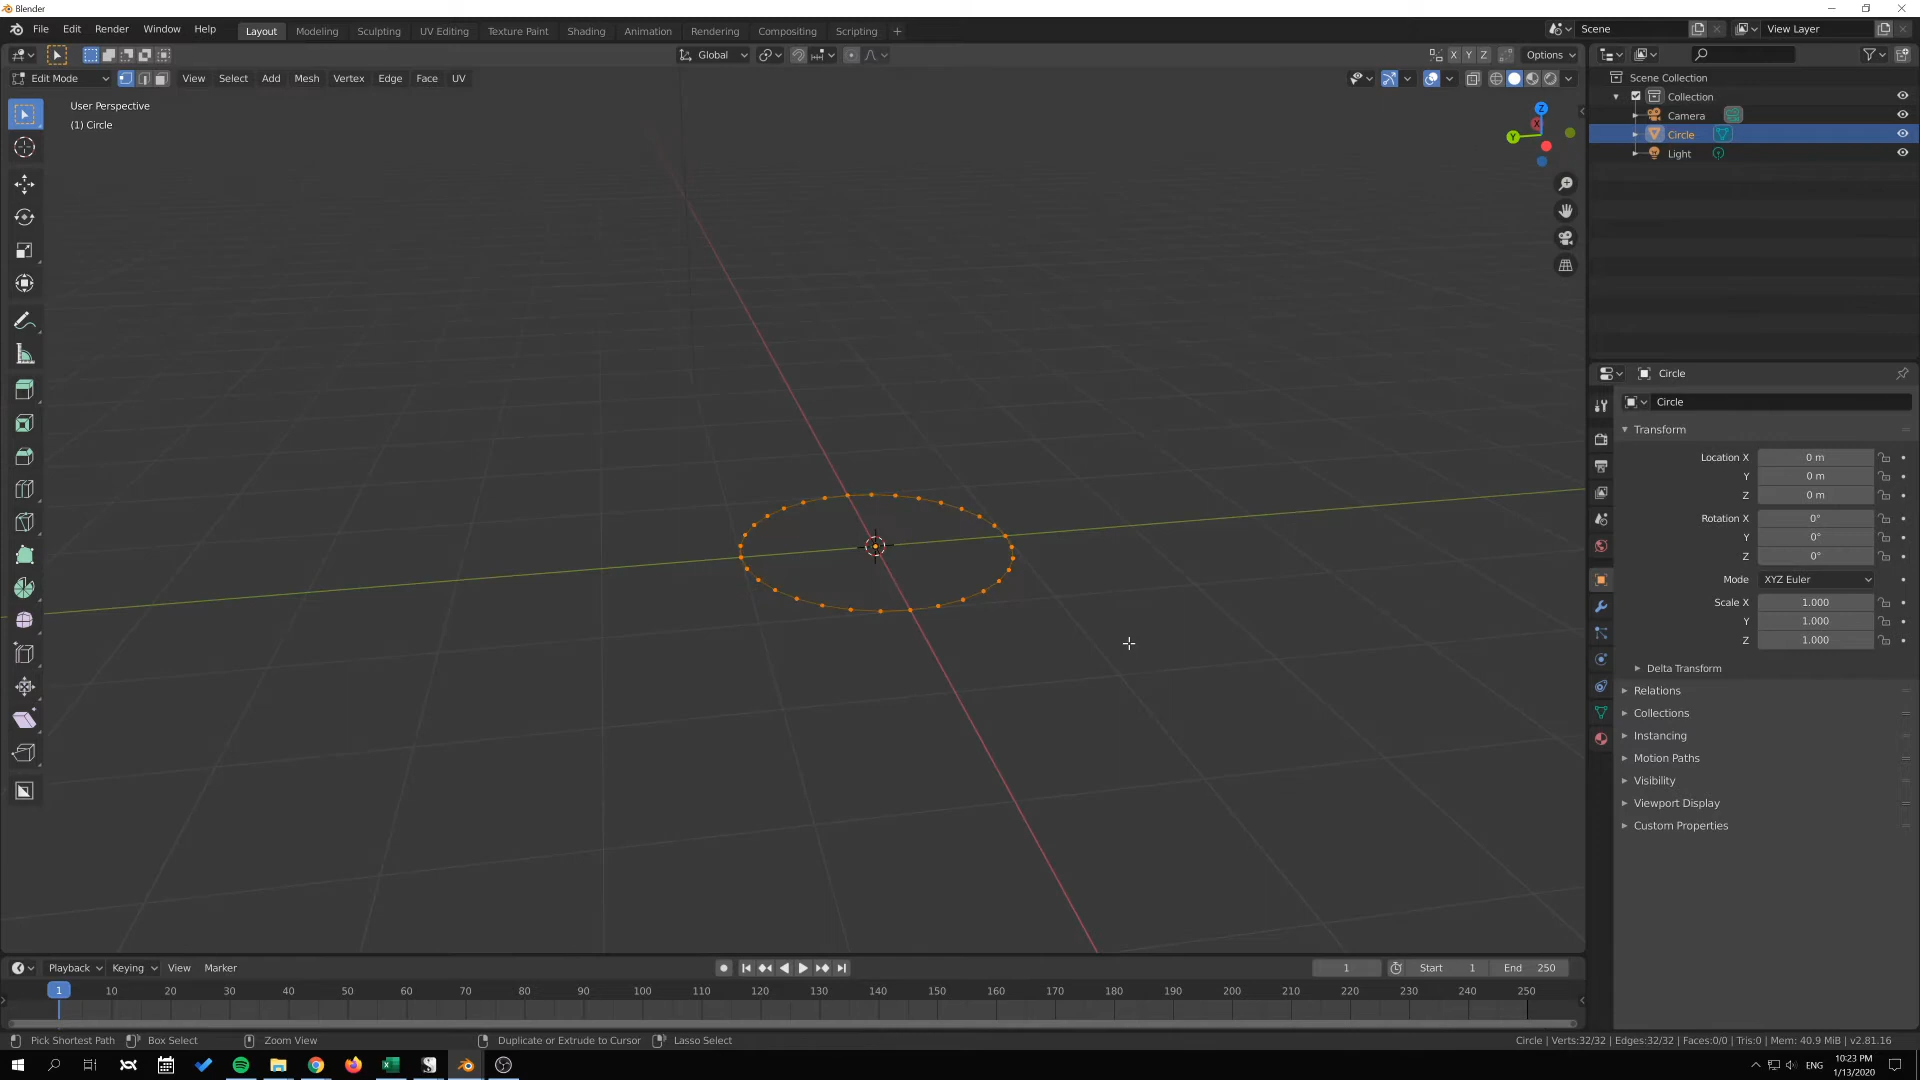 Blender
File Edit Render Window Help Layout Modeling Sculpting UV Editing Texture Paint Shading Animation Rendering Compositing Scripting + Scene View Layer
Global X Y Z Options
Edit Mode View Select Add Mesh Vertex Edge Face UV
User Perspective
(1) Circle
Z
X
Y
Scene Collection
Collection
Camera
Circle
Light
Circle
Circle
Transform
Location X 0 m
Y 0 m
Z 0 m
Rotation X 0°
Y 0°
Z 0°
Mode XYZ Euler
Scale X 1.000
Y 1.000
Z 1.000
Delta Transform
Relations
Collections
Instancing
Motion Paths
Visibility
Viewport Display
Custom Properties
Playback Keying View Marker 1 Start 1 End 250
1 10 20 30 40 50 60 70 80 90 100 110 120 130 140 150 160 170 180 190 200 210 220 230 240 250
Pick Shortest Path Box Select Zoom View Duplicate or Extrude to Cursor Lasso Select Circle | Verts:32/32 | Edges:32/32 | Faces:0/0 | Tris:0 | Mem: 40.9 MiB | v2.81.16
ENG 10:23 PM
1/13/2020